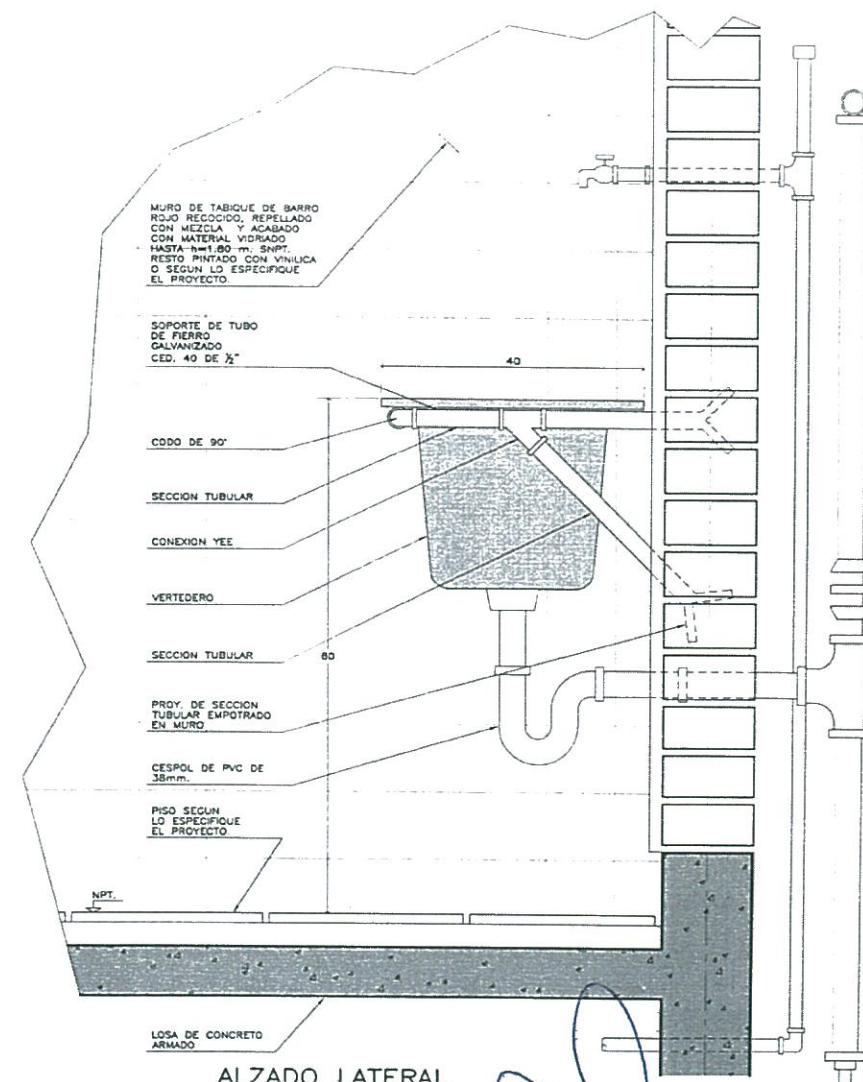 MURO DE TABIQUE DE BARRO
ROJO RECOCIDO, REPELLADO
CON MEZCLA Y ACABADO
CON MATERIAL VIDRIADO
HASTA h=1.80 m. SNPT.
RESTO PINTADO CON VINILICA
O SEGUN LO ESPECIFIQUE
EL PROYECTO.
SOPORTE DE TUBO
DE FIERRO
GALVANIZADO
CED. 40 DE ½"
40
CODO DE 90°
SECCION TUBULAR
CONEXION YEE
VERTEDERO
SECCION TUBULAR
80
PROY. DE SECCION
TUBULAR EMPOTRADO
EN MURO
CESPOL DE PVC DE
38mm.
PISO SEGUN
LO ESPECIFIQUE
EL PROYECTO
NPT.
LOSA DE CONCRETO
ARMADO
ALZADO LATERAL